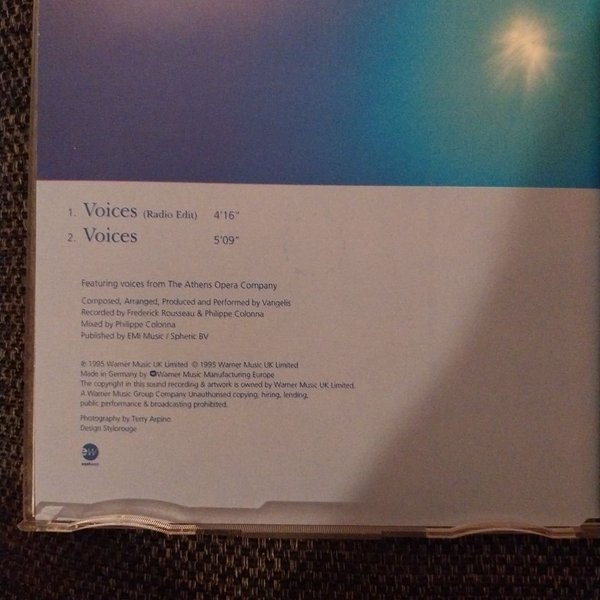 1. Voices (Radio Edit) 4'16"
2. Voices 5'09"
Featuring voices from The Athens Opera Company
Composed, Arranged, Produced and Performed by Vangelis
Recorded by Frederick Rousseau & Philippe Colonna
Mixed by Philippe Colonna
Published by EMI Music / Spheric BV
℗ 1995 Warner Music UK Limited © 1995 Warner Music UK Limited
Made in Germany by Warner Music Manufacturing Europe
The copyright in this sound recording & artwork is owned by Warner Music UK Limited.
A Warner Music Group Company Unauthorised copying, hiring, lending,
public performance & broadcasting prohibited.
Photography by Terry Arpino
Design Stylorouge
ew
eastwest